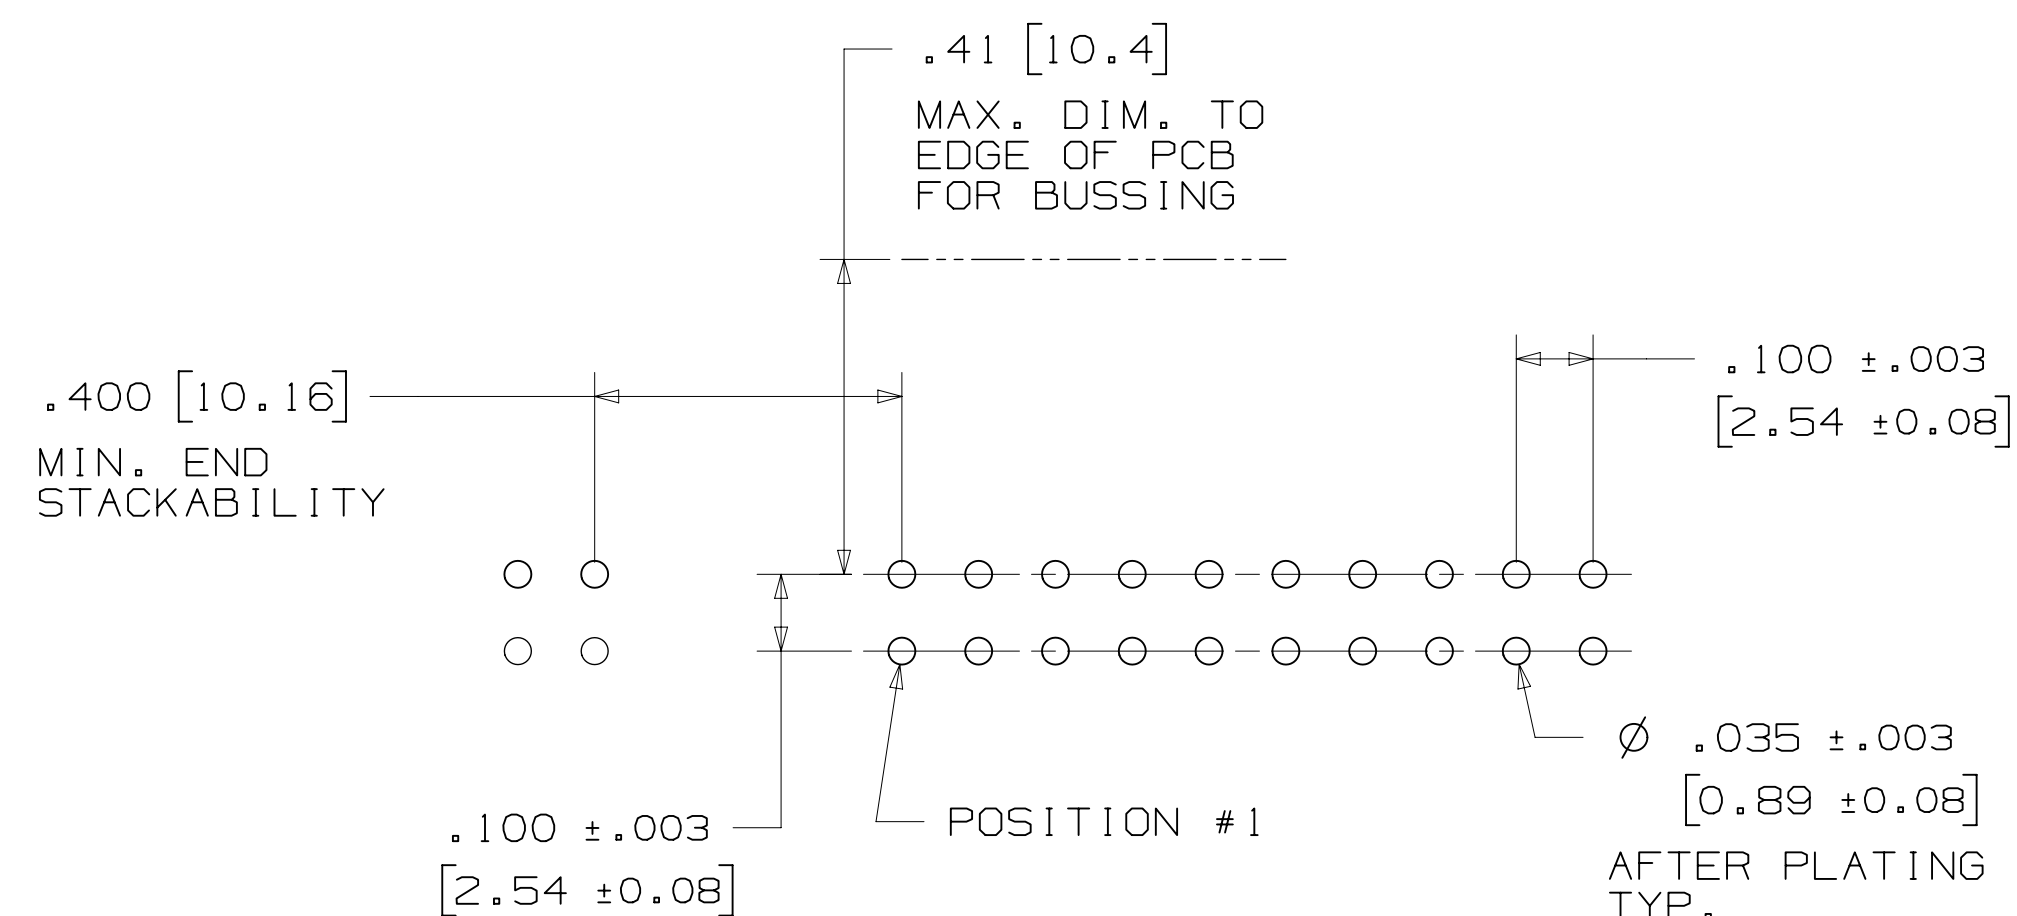 .41 [10.4]
MAX. DIM. TO
EDGE OF PCB
FOR BUSSING
.400 [10.16]
MIN. END
STACKABILITY
.100 ±.003
[2.54 ±0.08]
Ø .035 ±.003
[0.89 ±0.08]
AFTER PLATING
TYP.
POSITION #1
.100 ±.003
[2.54 ±0.08]